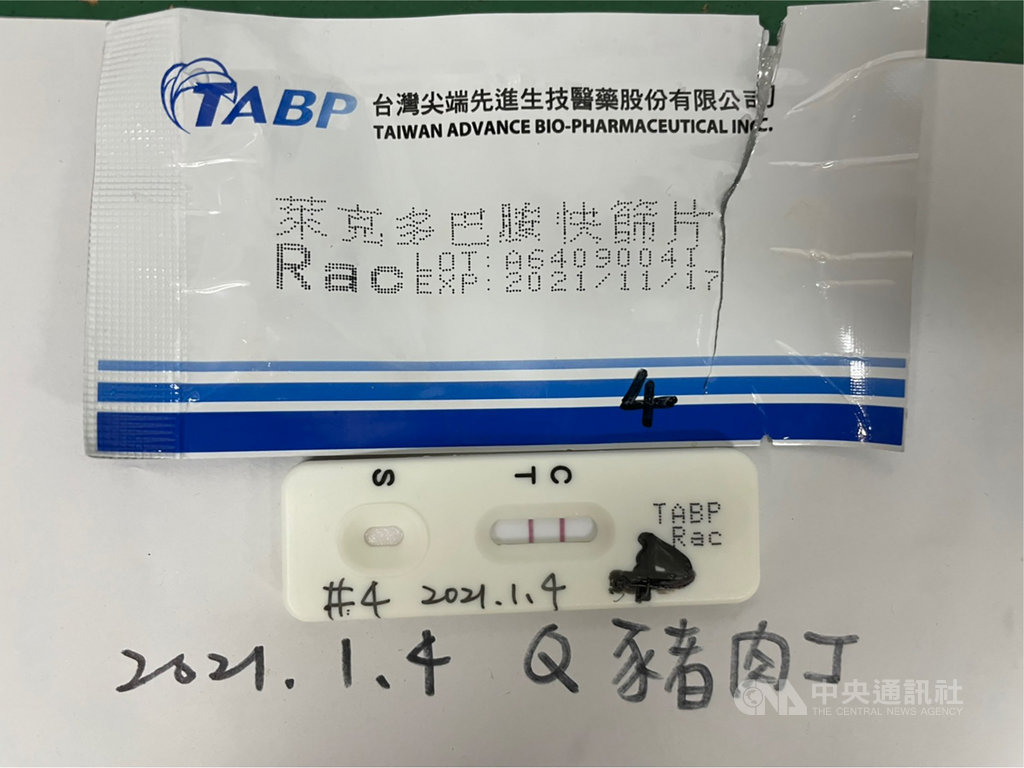 TABP 台灣尖端先進生技醫藥股份有限公司
TAIWAN ADVANCE BIO-PHARMACEUTICAL INC.
萊克多巴胺快篩片
Rac LOT: A6409004I
EXP: 2021/11/17
4
S T C
TABP
Rac
#4 2021.1.4
2021.1.4 Q豬肉丁
CNA 中央通訊社
THE CENTRAL NEWS AGENCY